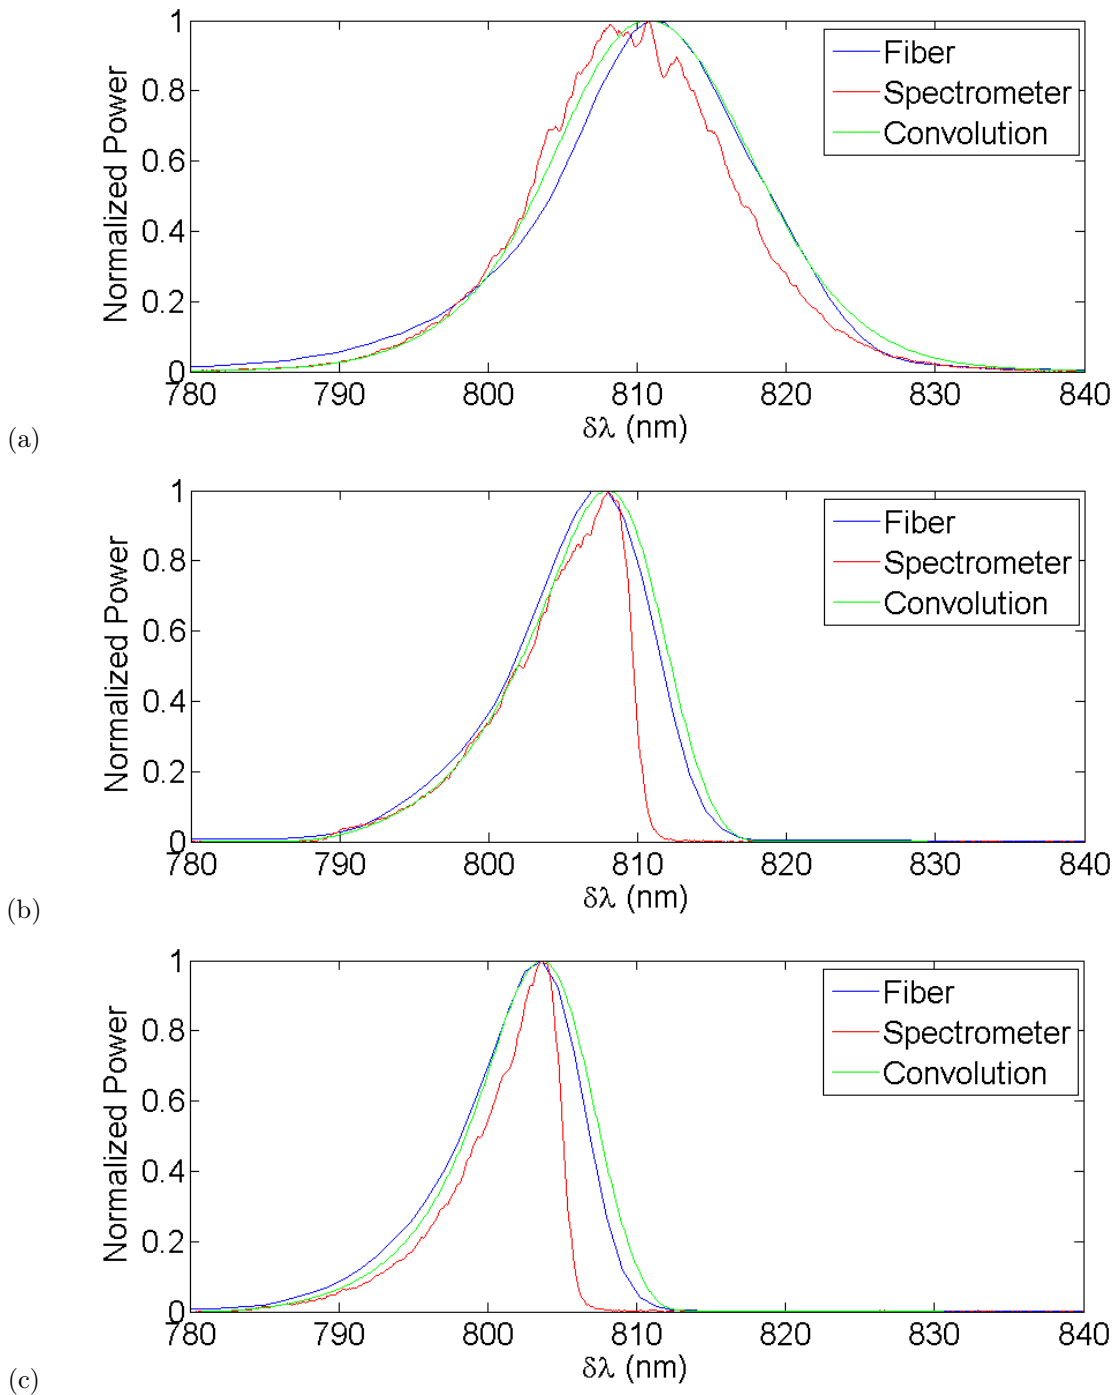 1
0.8
0.6
0.4
0.2
0
Normalized Power
Fiber
Spectrometer
Convolution
780 790 800 810 820 830 840
δλ (nm)
(a)
1
0.8
0.6
0.4
0.2
0
Normalized Power
Fiber
Spectrometer
Convolution
780 790 800 810 820 830 840
δλ (nm)
(b)
1
0.8
0.6
0.4
0.2
0
Normalized Power
Fiber
Spectrometer
Convolution
780 790 800 810 820 830 840
δλ (nm)
(c)